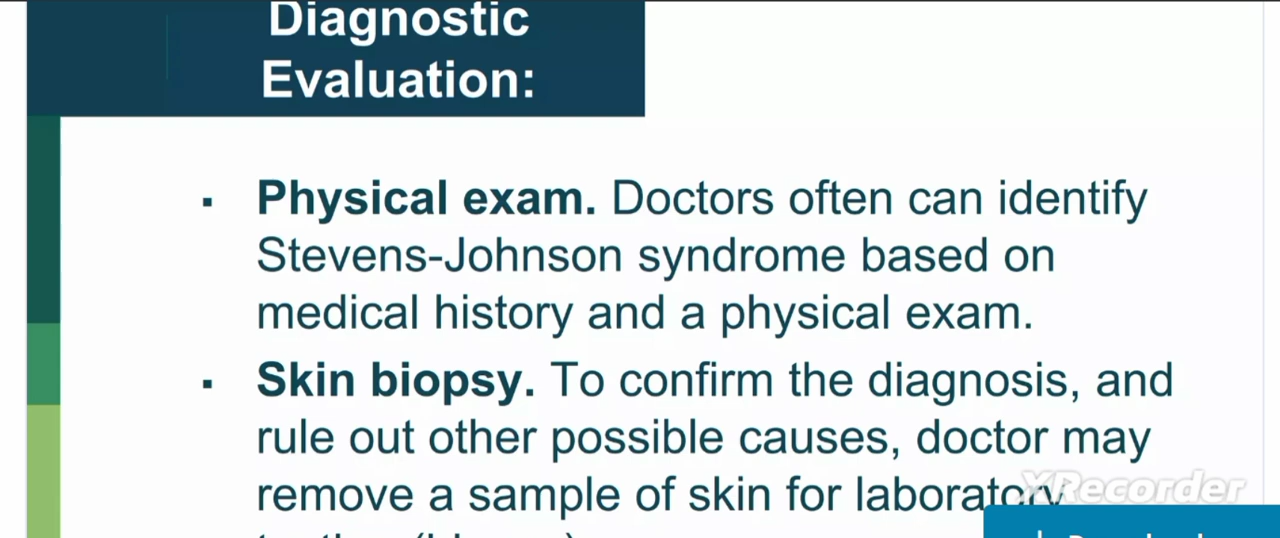 Diagnostic
Evaluation:
▪ Physical exam. Doctors often can identify
Stevens-Johnson syndrome based on
medical history and a physical exam.
▪ Skin biopsy. To confirm the diagnosis, and
rule out other possible causes, doctor may
remove a sample of skin for laboratory
XRecorder